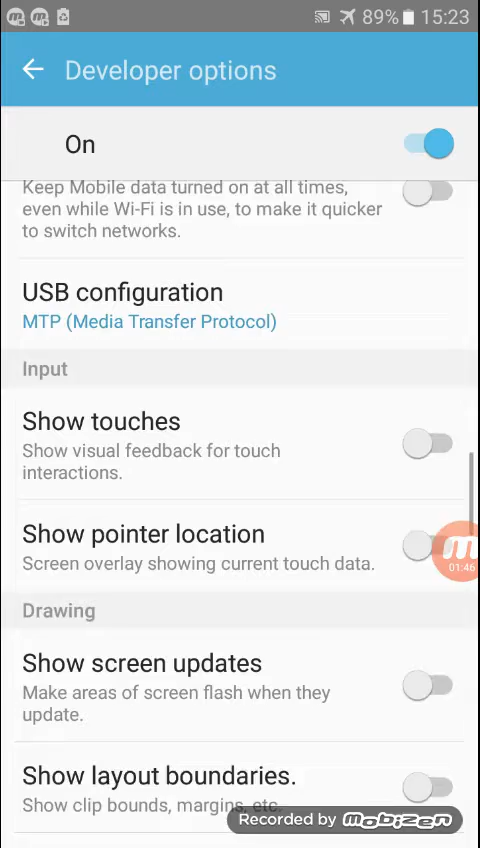 89% 15:23
Developer options
On
Keep Mobile data turned on at all times,
even while Wi-Fi is in use, to make it quicker
to switch networks.
USB configuration
MTP (Media Transfer Protocol)
Input
Show touches
Show visual feedback for touch
interactions.
Show pointer location
Screen overlay showing current touch data.
01:46
Drawing
Show screen updates
Make areas of screen flash when they
update.
Show layout boundaries.
Show clip bounds, margins, etc.
Recorded by mobizen